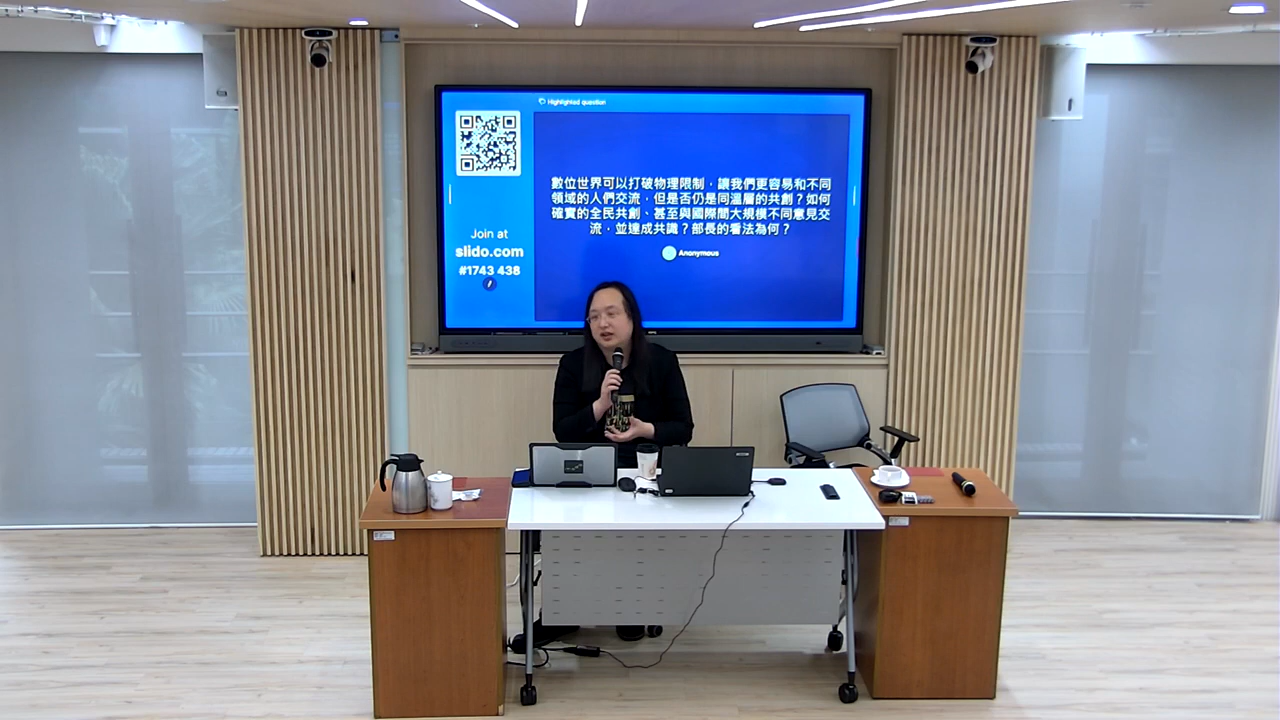 Highlighted question
數位世界可以打破物理限制，讓我們更容易和不同
領域的人們交流，但是否仍是同溫層的共創？如何
確實的全民共創、甚至與國際間大規模不同意見交
流，並達成共識？部長的看法為何？
Anonymous
Join at
slido.com
#1743 438